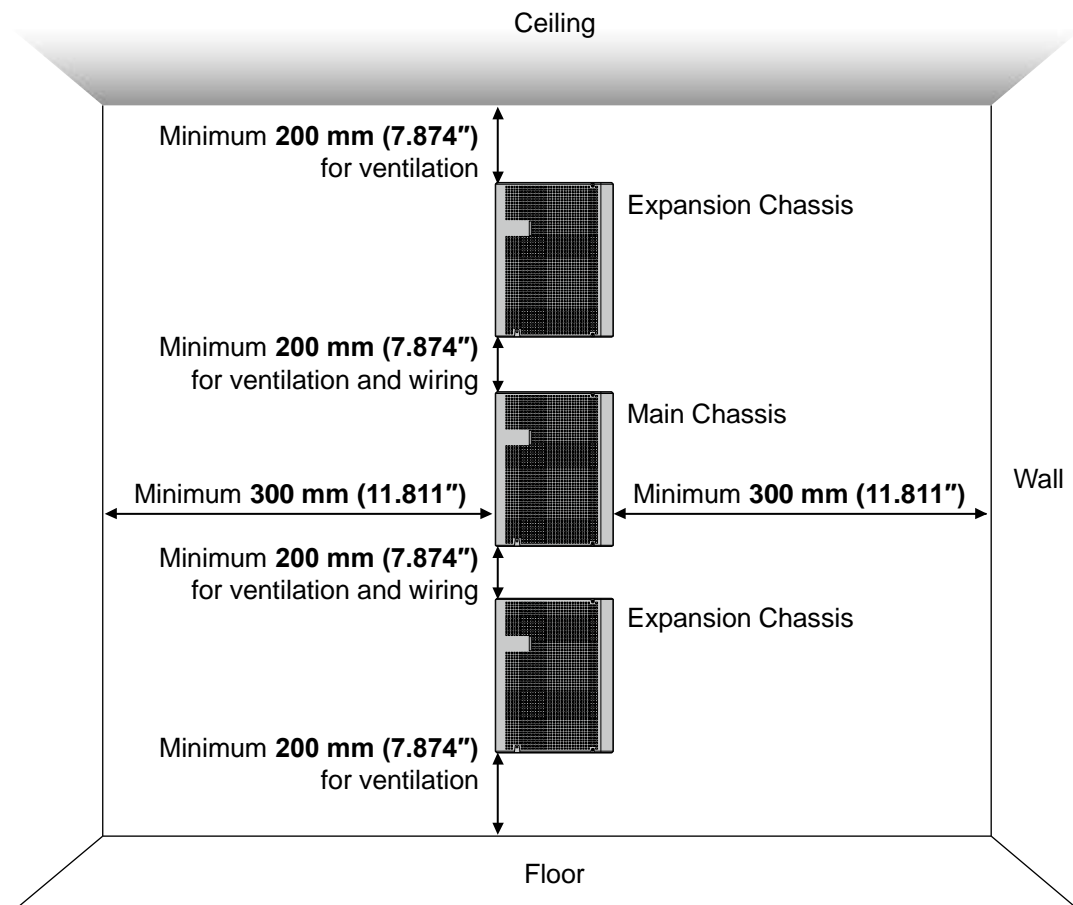 Ceiling
Minimum 200 mm (7.874″)
for ventilation
Expansion Chassis
Minimum 200 mm (7.874″)
for ventilation and wiring
Main Chassis
Minimum 300 mm (11.811″)
Minimum 300 mm (11.811″)
Wall
Minimum 200 mm (7.874″)
for ventilation and wiring
Expansion Chassis
Minimum 200 mm (7.874″)
for ventilation
Floor